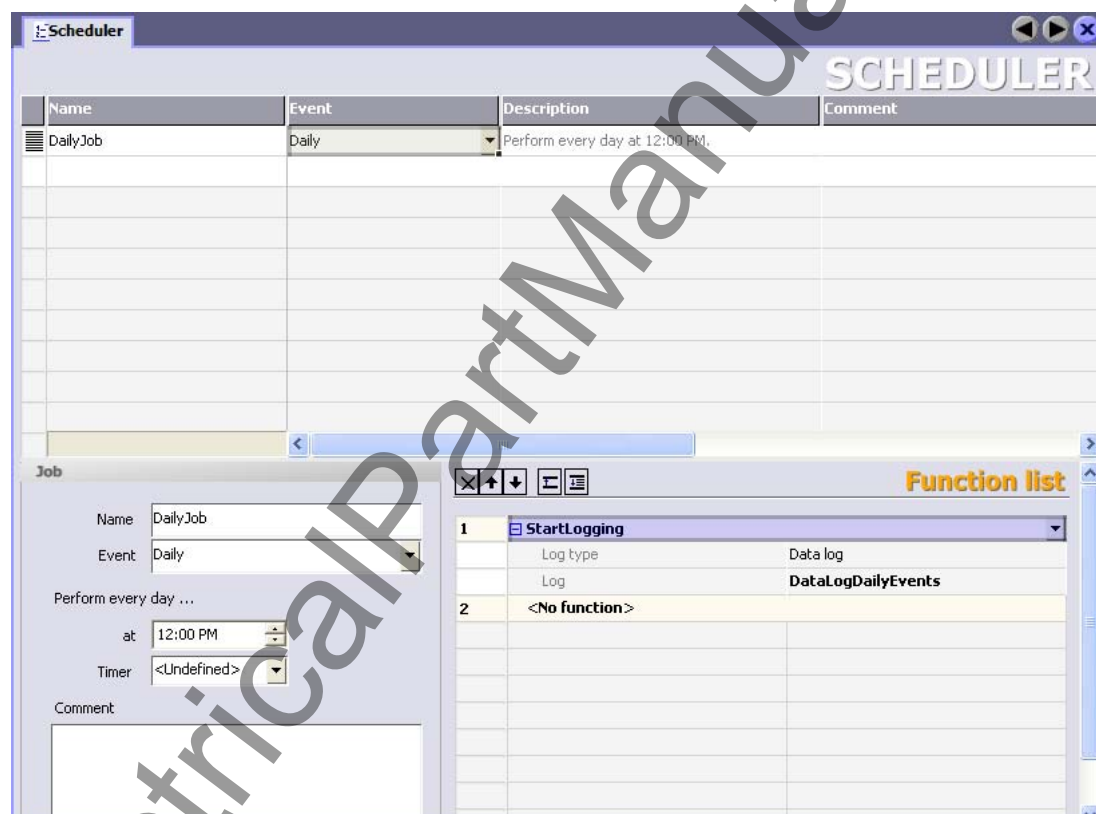 Scheduler
SCHEDULER
Name Event Description Comment
DailyJob Daily Perform every day at 12:00 PM.
Job
Name DailyJob
Event Daily
Perform every day ...
at 12:00 PM
Timer <Undefined>
Comment
Function list
1 StartLogging
Log type Data log
Log DataLogDailyEvents
2 <No function>
ctricalPartManua